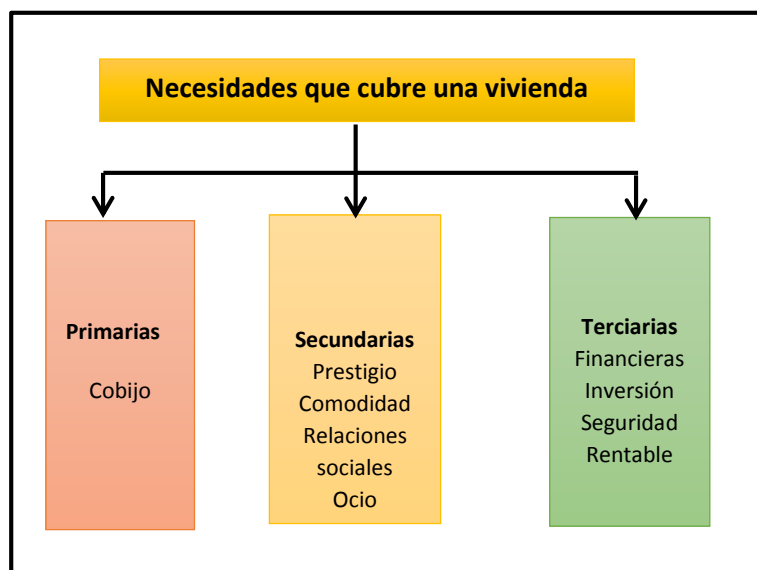 Necesidades que cubre una vivienda
Primarias
Cobijo
Secundarias
Prestigio
Comodidad
Relaciones
sociales
Ocio
Terciarias
Financieras
Inversión
Seguridad
Rentable